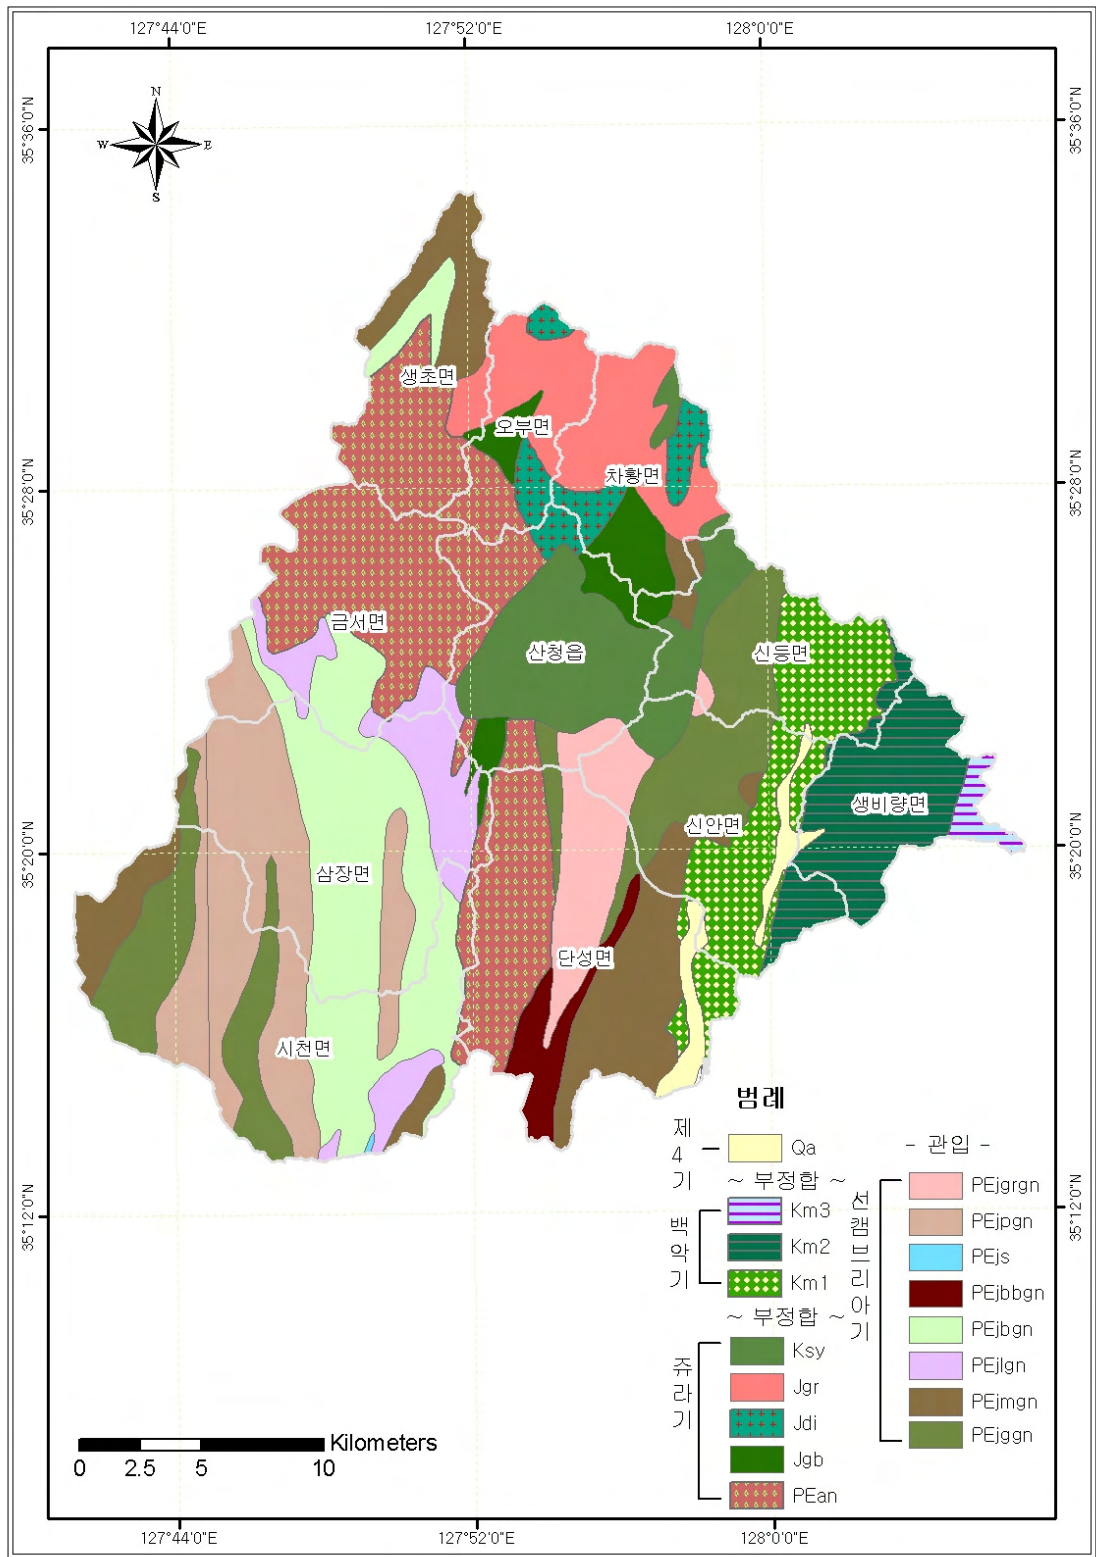 127°44'0"E
127°52'0"E
128°0'0"E
35°36'0"N
35°36'0"N
N
W
E
S
생초면
오부면
차황면
35°28'0"N
35°28'0"N
금서면
산청읍
신등면
생비량면
신안면
35°20'0"N
35°20'0"N
삼장면
단성면
시천면
범례
제4기
Qa
~ 부정합 ~
백악기
Km3
Km2
Km1
~ 부정합 ~
쥬라기
Ksy
Jgr
Jdi
Jgb
PEan
- 관입 -
선캠브리아기
PEjgrgn
PEjpgn
PEjs
PEjbbgn
PEjbgn
PEjlgn
PEjmgn
PEjggn
35°12'0"N
35°12'0"N
Kilometers
0 2.5 5 10
127°44'0"E
127°52'0"E
128°0'0"E